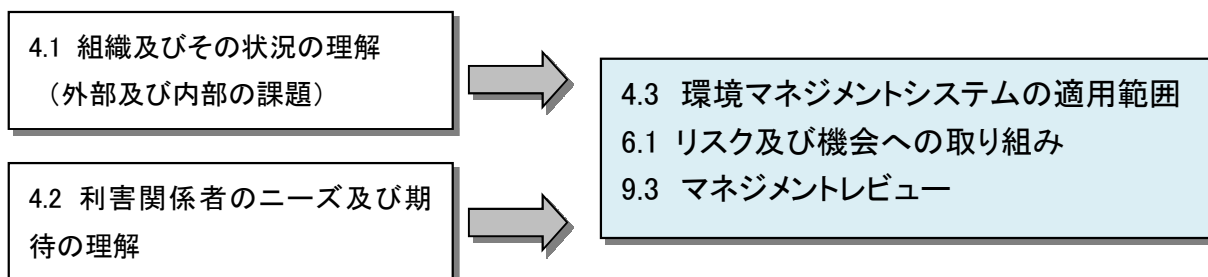 4.1 組織及びその状況の理解
（外部及び内部の課題）
4.2 利害関係者のニーズ及び期
待の理解
4.3 環境マネジメントシステムの適用範囲
6.1 リスク及び機会への取り組み
9.3 マネジメントレビュー